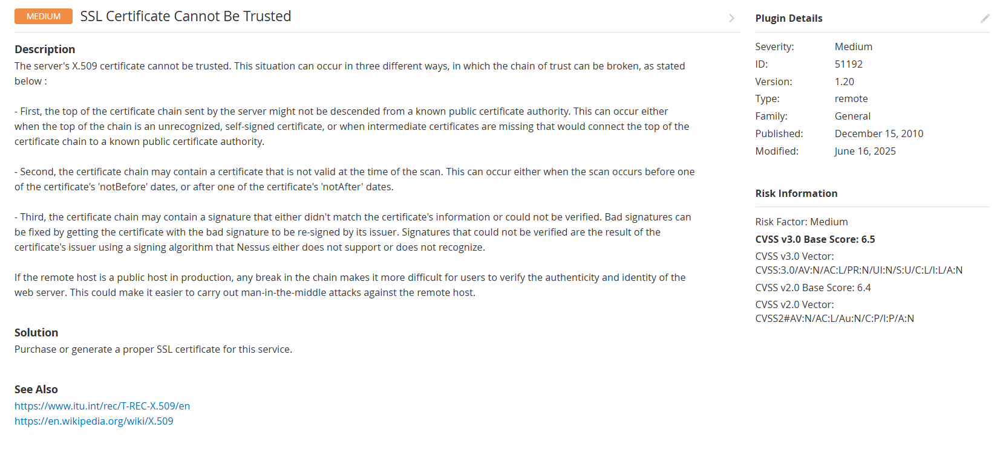 MEDIUM
SSL Certificate Cannot Be Trusted
Description
The server's X.509 certificate cannot be trusted. This situation can occur in three different ways, in which the chain of trust can be broken, as stated
below :
- First, the top of the certificate chain sent by the server might not be descended from a known public certificate authority. This can occur either
when the top of the chain is an unrecognized, self-signed certificate, or when intermediate certificates are missing that would connect the top of the
certificate chain to a known public certificate authority.
- Second, the certificate chain may contain a certificate that is not valid at the time of the scan. This can occur either when the scan occurs before one
of the certificate's 'notBefore' dates, or after one of the certificate's 'notAfter' dates.
- Third, the certificate chain may contain a signature that either didn't match the certificate's information or could not be verified. Bad signatures can
be fixed by getting the certificate with the bad signature to be re-signed by its issuer. Signatures that could not be verified are the result of the
certificate's issuer using a signing algorithm that Nessus either does not support or does not recognize.
If the remote host is a public host in production, any break in the chain makes it more difficult for users to verify the authenticity and identity of the
web server. This could make it easier to carry out man-in-the-middle attacks against the remote host.
Solution
Purchase or generate a proper SSL certificate for this service.
See Also
https://www.itu.int/rec/T-REC-X.509/en
https://en.wikipedia.org/wiki/X.509
Plugin Details
Severity: Medium
ID: 51192
Version: 1.20
Type: remote
Family: General
Published: December 15, 2010
Modified: June 16, 2025
Risk Information
Risk Factor: Medium
CVSS v3.0 Base Score: 6.5
CVSS v3.0 Vector:
CVSS:3.0/AV:N/AC:L/PR:N/UI:N/S:U/C:L/I:L/A:N
CVSS v2.0 Base Score: 6.4
CVSS v2.0 Vector:
CVSS2#AV:N/AC:L/Au:N/C:P/I:P/A:N